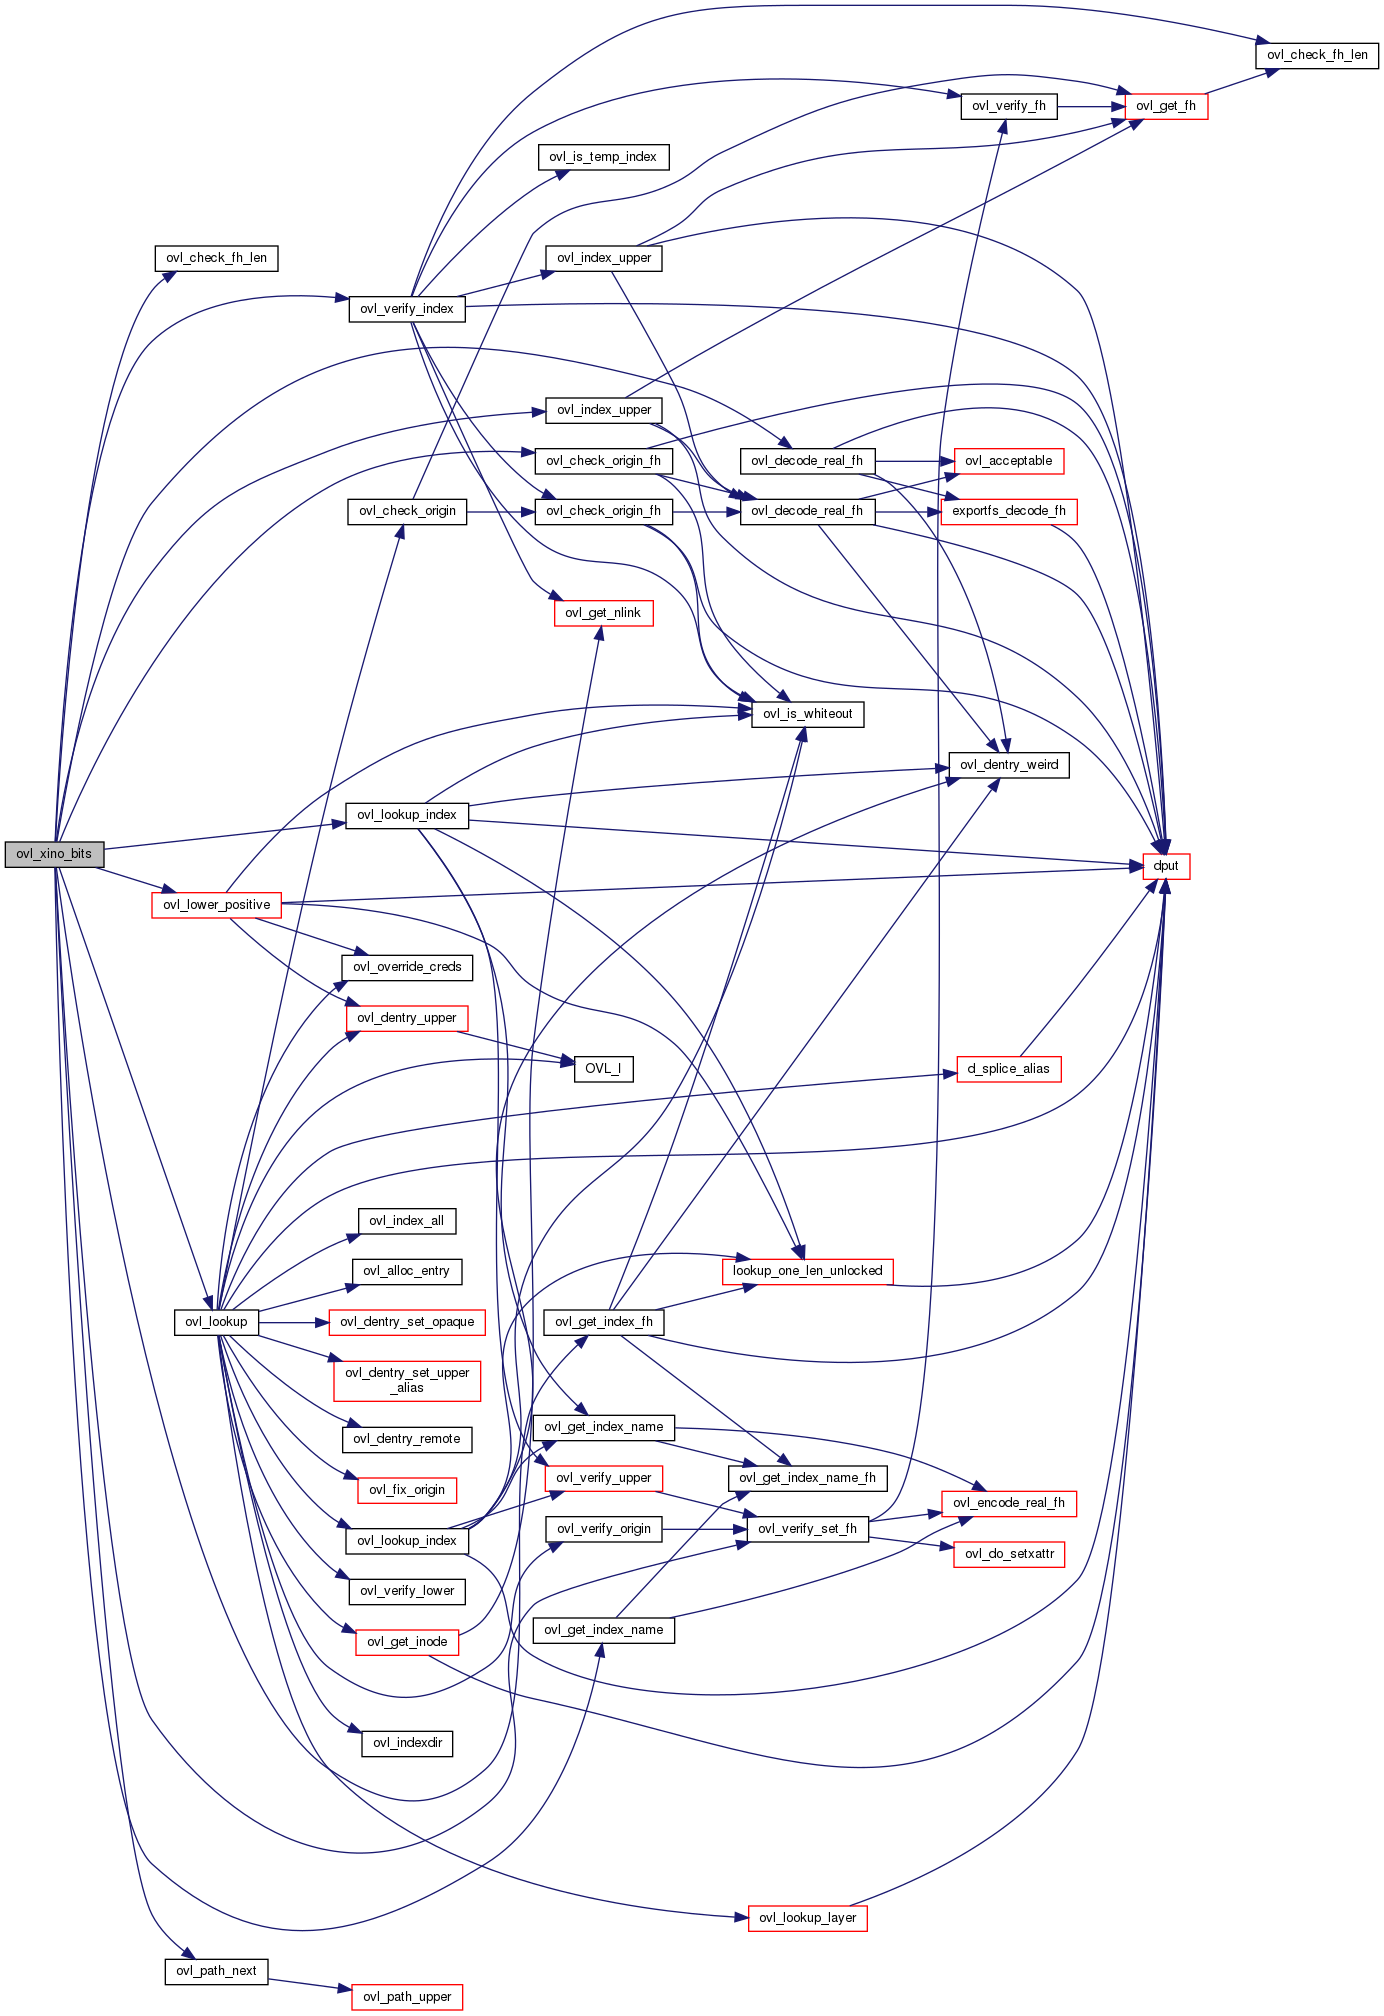 ovl_check_fh_len
ovl_verify_fh
ovl_get_fh
ovl_is_temp_index
ovl_check_fh_len
ovl_index_upper
ovl_verify_index
ovl_index_upper
ovl_check_origin_fh
ovl_decode_real_fh
ovl_acceptable
ovl_check_origin
ovl_check_origin_fh
ovl_decode_real_fh
exportfs_decode_fh
ovl_get_nlink
ovl_is_whiteout
ovl_dentry_weird
ovl_lookup_index
ovl_xino_bits
dput
ovl_lower_positive
ovl_override_creds
ovl_dentry_upper
OVL_I
d_splice_alias
ovl_index_all
ovl_alloc_entry
lookup_one_len_unlocked
ovl_lookup
ovl_dentry_set_opaque
ovl_get_index_fh
ovl_dentry_set_upper
_alias
ovl_dentry_remote
ovl_get_index_name
ovl_fix_origin
ovl_verify_upper
ovl_get_index_name_fh
ovl_encode_real_fh
ovl_lookup_index
ovl_verify_origin
ovl_verify_set_fh
ovl_do_setxattr
ovl_verify_lower
ovl_get_inode
ovl_get_index_name
ovl_indexdir
ovl_lookup_layer
ovl_path_next
ovl_path_upper